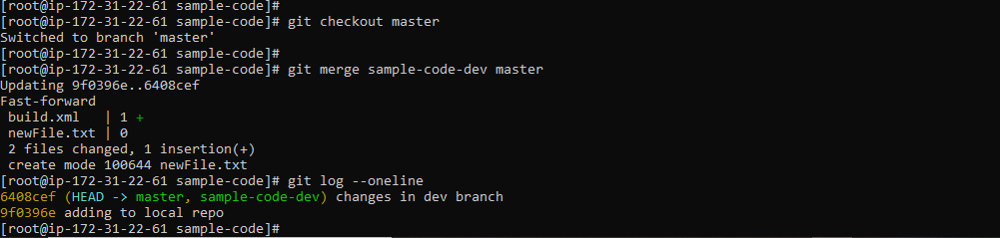 [root@ip-172-31-22-61 sample-code]#
[root@ip-172-31-22-61 sample-code]# git checkout master
Switched to branch 'master'
[root@ip-172-31-22-61 sample-code]#
[root@ip-172-31-22-61 sample-code]# git merge sample-code-dev master
Updating 9f0396e..6408cef
Fast-forward
 build.xml   | 1 +
 newFile.txt | 0
 2 files changed, 1 insertion(+)
 create mode 100644 newFile.txt
[root@ip-172-31-22-61 sample-code]# git log --oneline
6408cef (HEAD -> master, sample-code-dev) changes in dev branch
9f0396e adding to local repo
[root@ip-172-31-22-61 sample-code]#